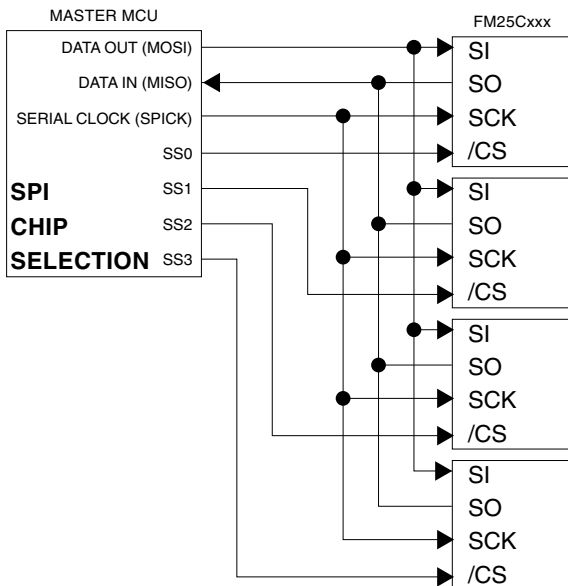 MASTER MCU
DATA OUT (MOSI)
DATA IN (MISO)
SERIAL CLOCK (SPICK)
SS0
SPI SS1
CHIP SS2
SELECTION SS3
FM25Cxxx
SI
SO
SCK
/CS
SI
SO
SCK
/CS
SI
SO
SCK
/CS
SI
SO
SCK
/CS